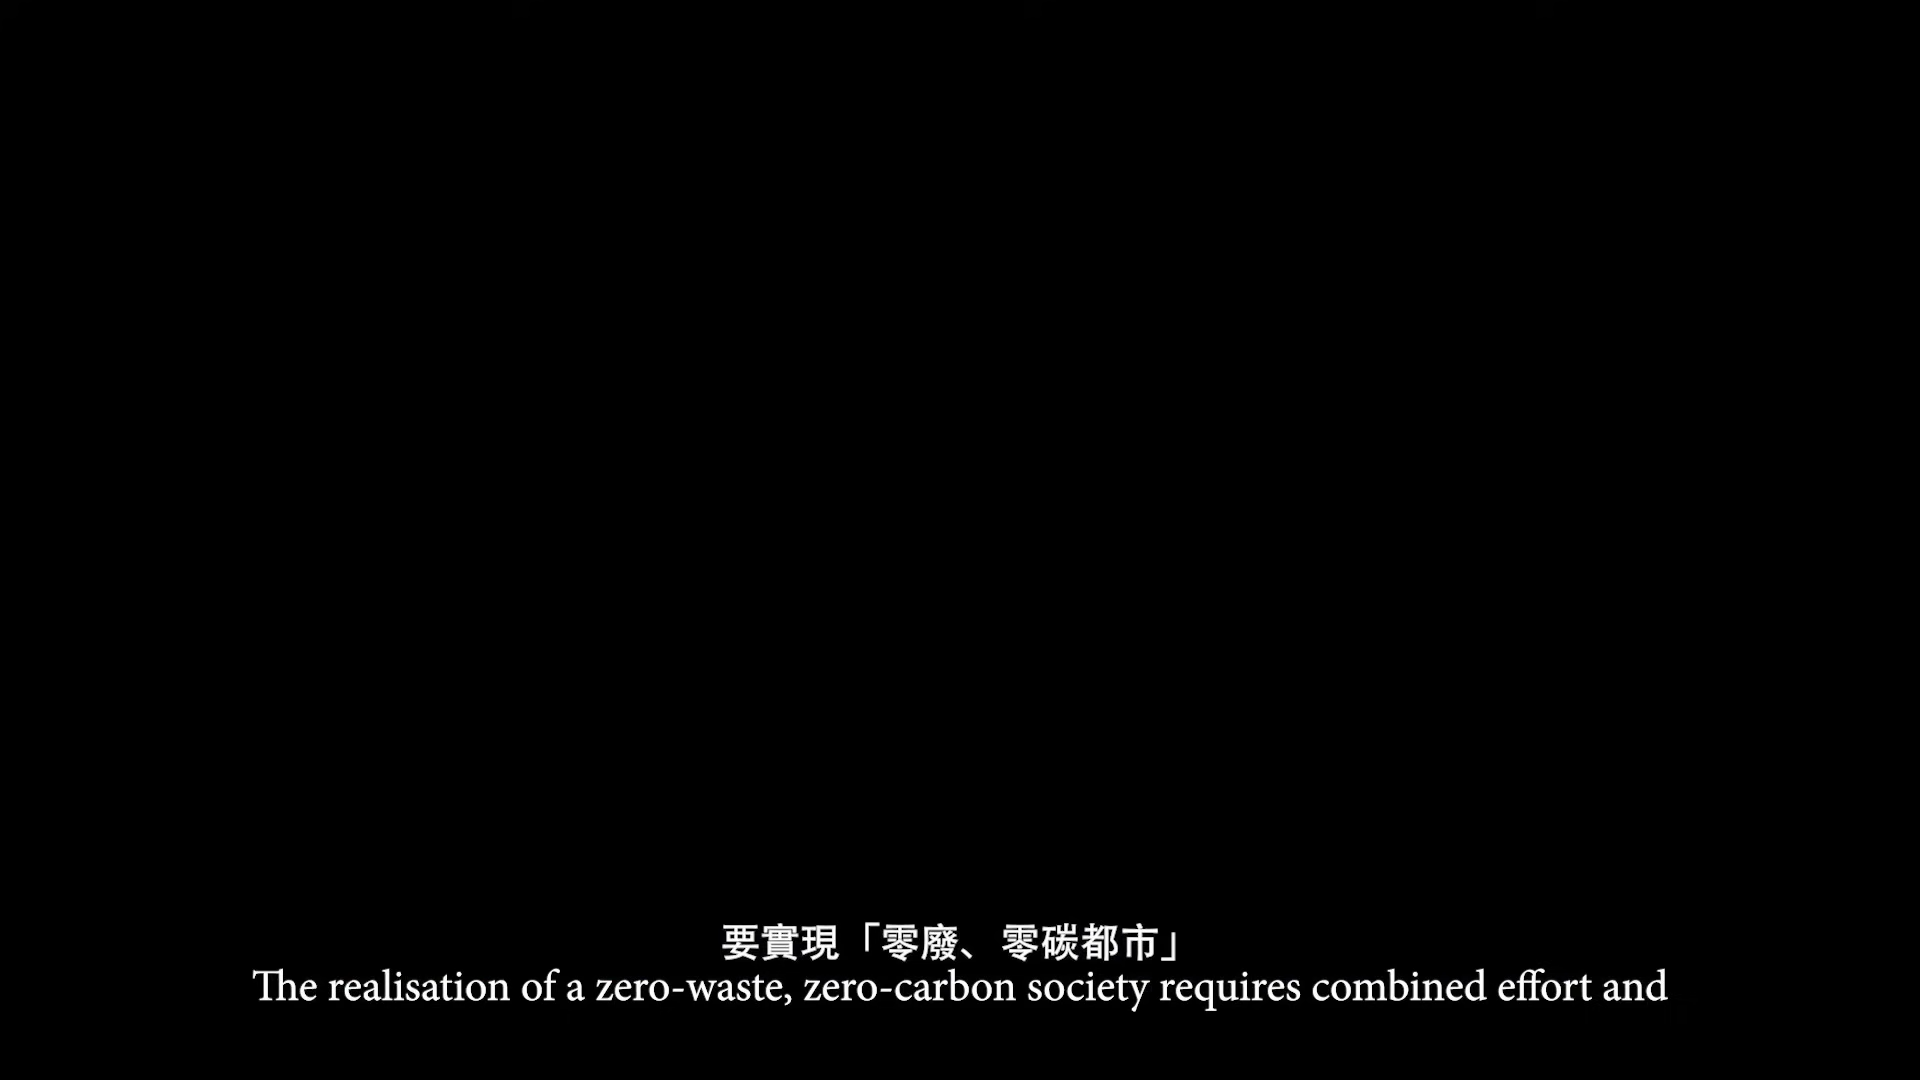 要實現「零廢、零碳都市」
The realisation of a zero-waste, zero-carbon society requires combined effort and